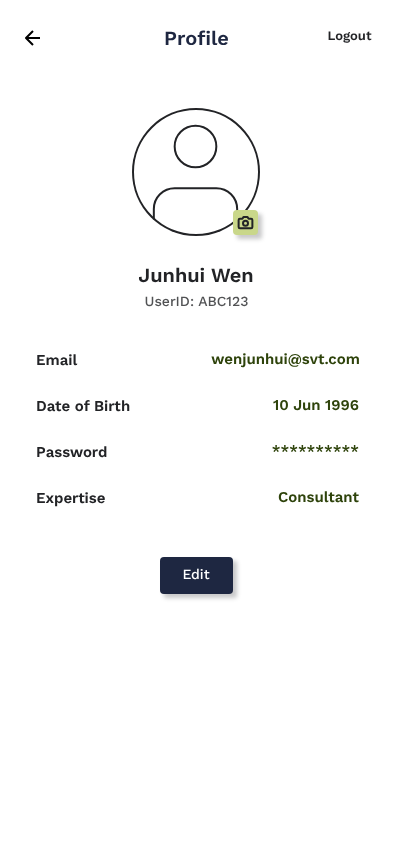 Profile
Logout
Junhui Wen
UserID: ABC123
Email wenjunhui@svt.com
Date of Birth 10 Jun 1996
Password **********
Expertise Consultant
Edit